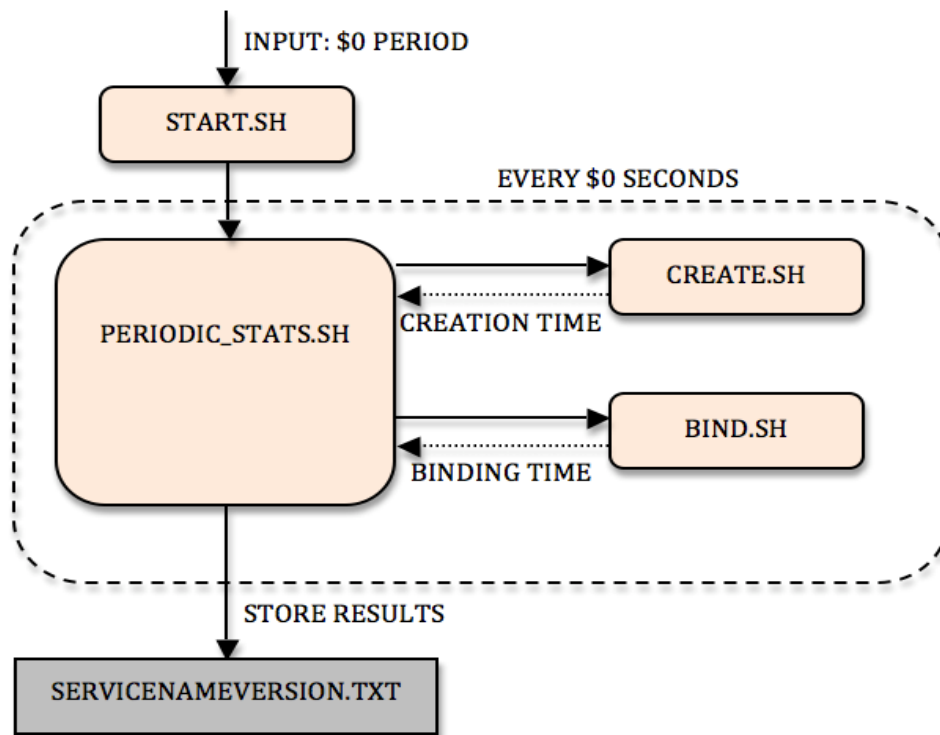 INPUT: $0 PERIOD
START.SH
EVERY $0 SECONDS
PERIODIC_STATS.SH
CREATE.SH
CREATION TIME
BIND.SH
BINDING TIME
STORE RESULTS
SERVICENAMEVERSION.TXT